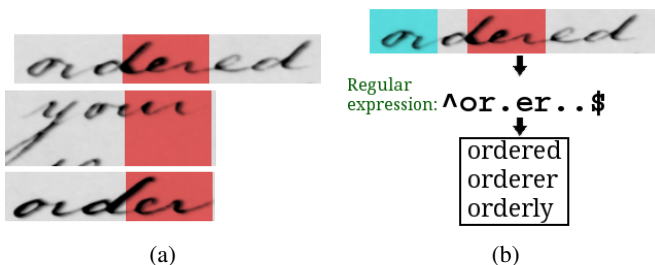 ordered
your
order
(a)
ordered
Regular
expression: ^or.er..$
ordered
orderer
orderly
(b)